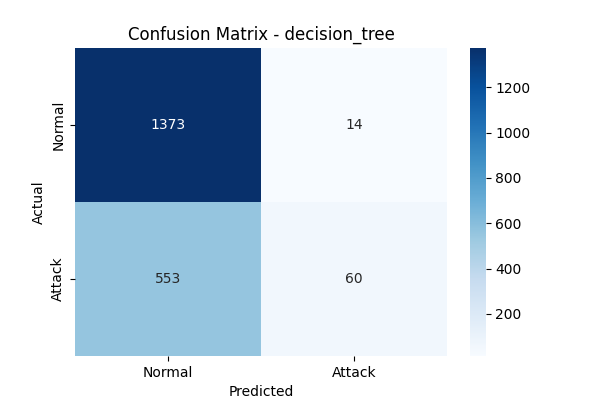 Confusion Matrix - decision_tree
Actual
Normal
Attack
1373
14
553
60
Normal
Attack
Predicted
1200
1000
800
600
400
200